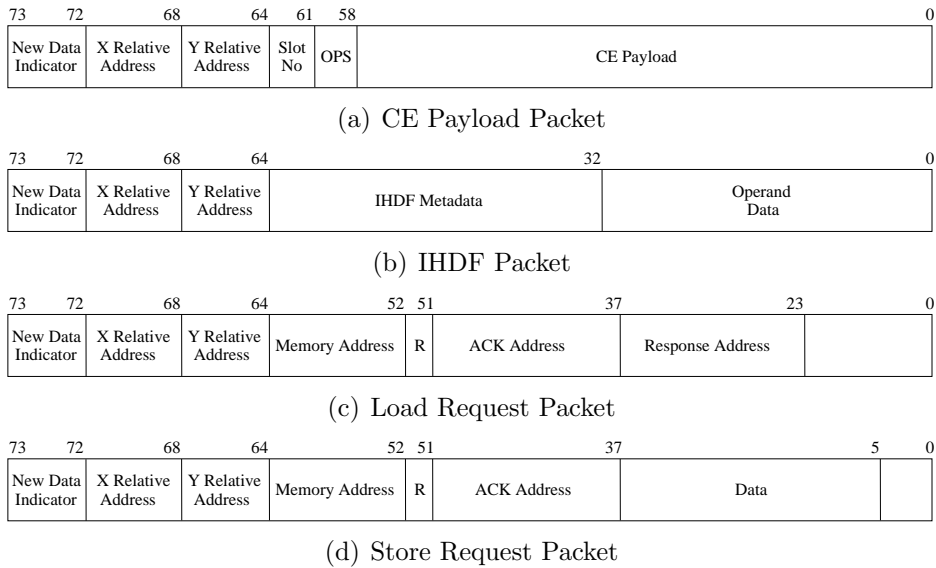 73 72 68 64 61 58 0
New Data Indicator X Relative Address Y Relative Address Slot No OPS CE Payload
(a) CE Payload Packet
73 72 68 64 32 0
New Data Indicator X Relative Address Y Relative Address IHDF Metadata Operand Data
(b) IHDF Packet
73 72 68 64 52 51 37 23 0
New Data Indicator X Relative Address Y Relative Address Memory Address R ACK Address Response Address
(c) Load Request Packet
73 72 68 64 52 51 37 5 0
New Data Indicator X Relative Address Y Relative Address Memory Address R ACK Address Data
(d) Store Request Packet